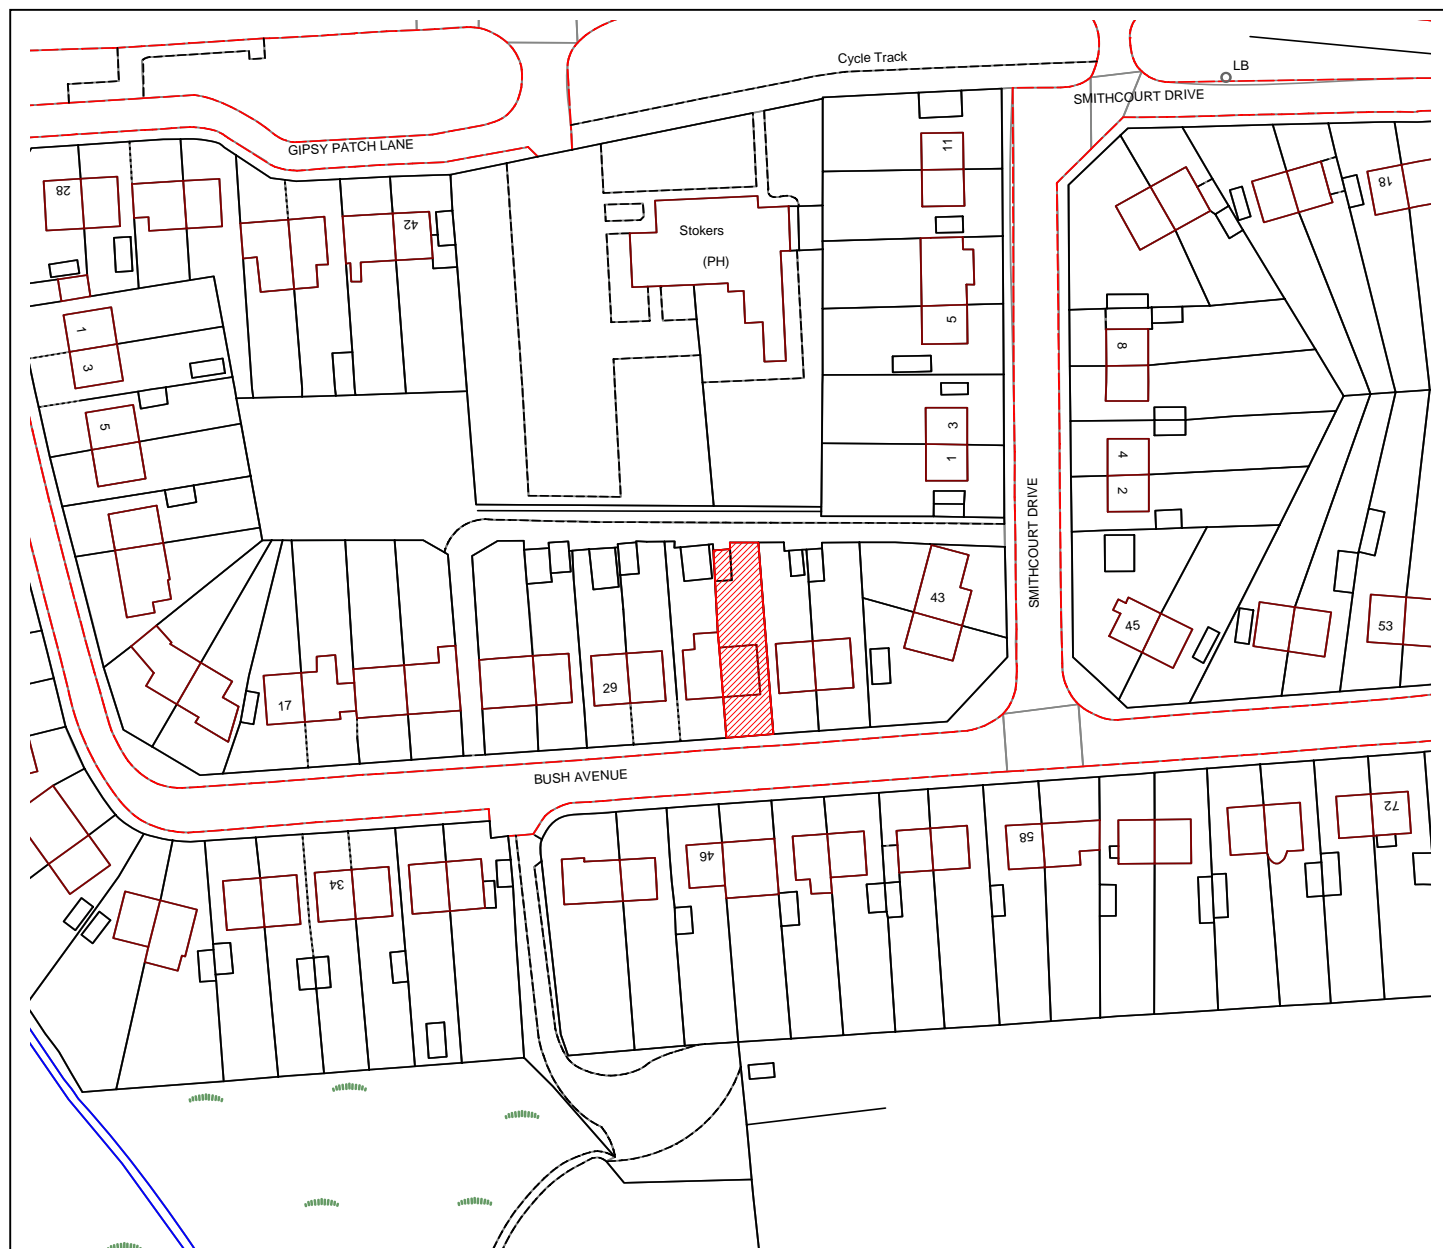 Cycle Track
LB
SMITHCOURT DRIVE
GIPSY PATCH LANE
11
28
18
42
Stokers
(PH)
1
5
8
3
5
3
4
1
2
SMITHCOURT DRIVE
43
45
53
29
17
BUSH AVENUE
72
58
46
34